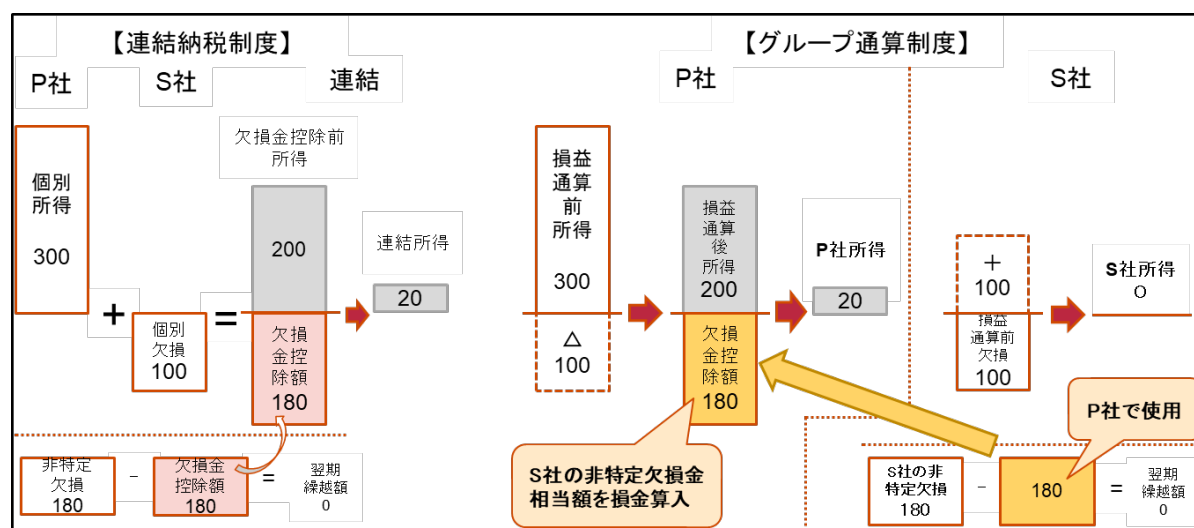 【連結納税制度】
P社
S社
連結
欠損金控除前
所得
個別
所得
300
+
個別
欠損
100
=
200
欠損
金控
除額
180
連結所得
20
非特定
欠損
180
-
欠損金
控除額
180
=
翌期
繰越額
0
【グループ通算制度】
P社
S社
損益
通算
前
所得
300
△
100
損益
通算
後
所得
200
欠損
金控
除額
180
P社所得
20
S社の非特定欠損金
相当額を損金算入
+
100
損益
通算前
欠損
100
S社所得
0
P社で使用
S社の非
特定欠損
180
-
180
=
翌期
繰越額
0